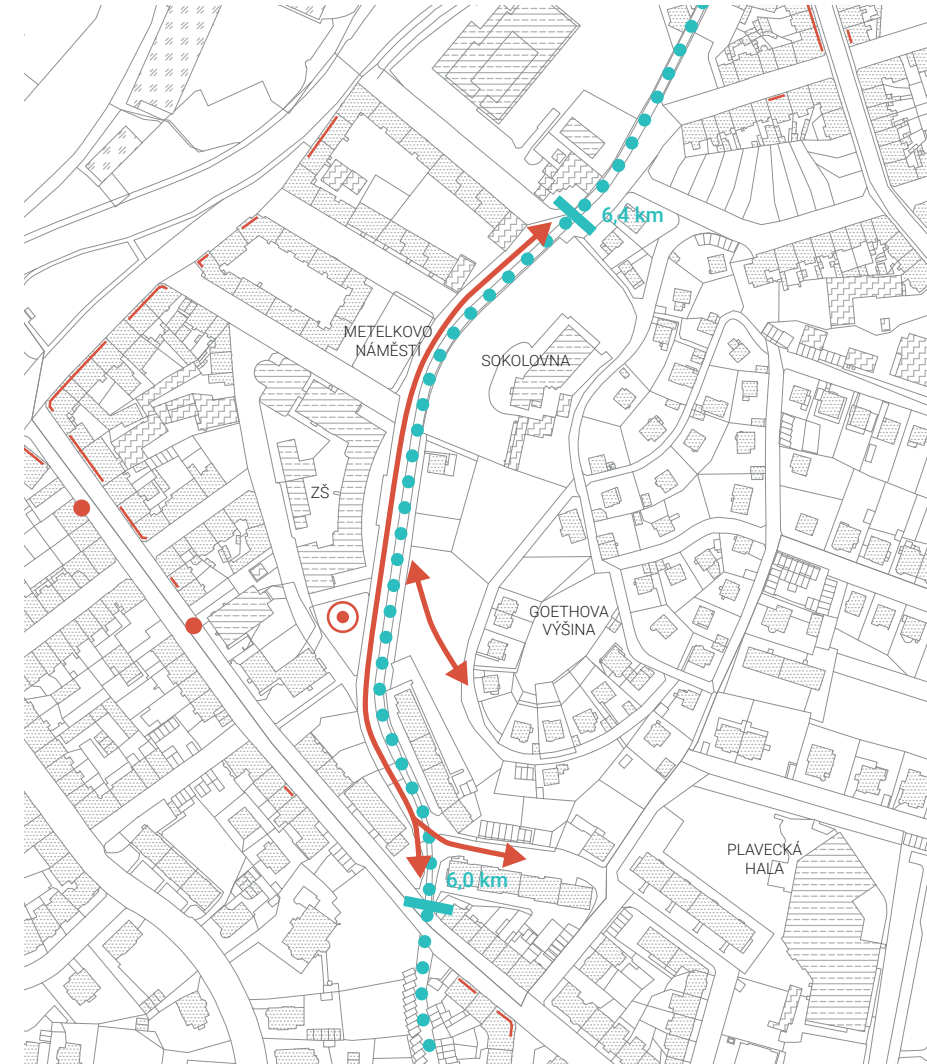 6,4 km
METELKOVO
NÁMĚSTÍ
SOKOLOVNA
ZŠ
GOETHOVA
VÝŠINA
PLAVECKÁ
HALA
6,0 km